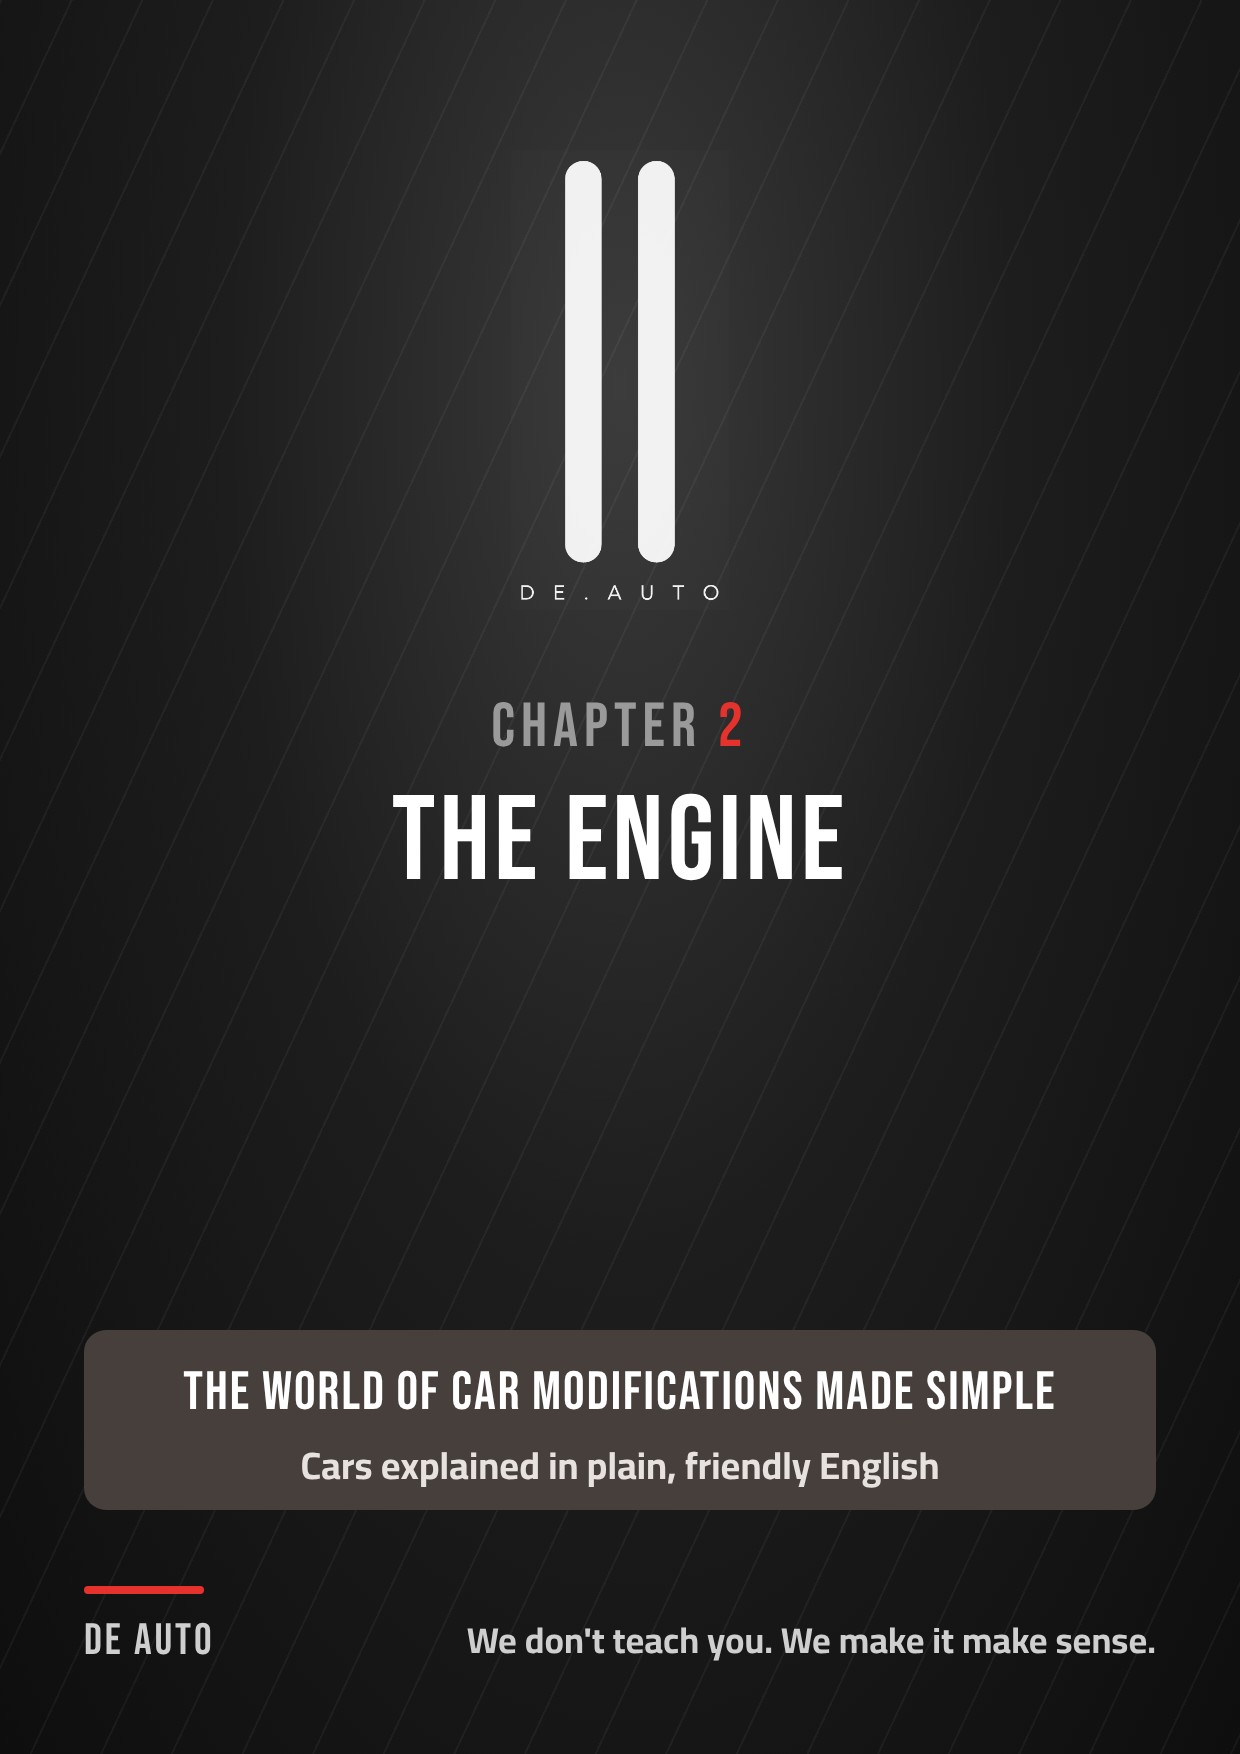 DE.AUTO
CHAPTER 2
THE ENGINE
THE WORLD OF CAR MODIFICATIONS MADE SIMPLE
Cars explained in plain, friendly English
DE AUTO
We don't teach you. We make it make sense.